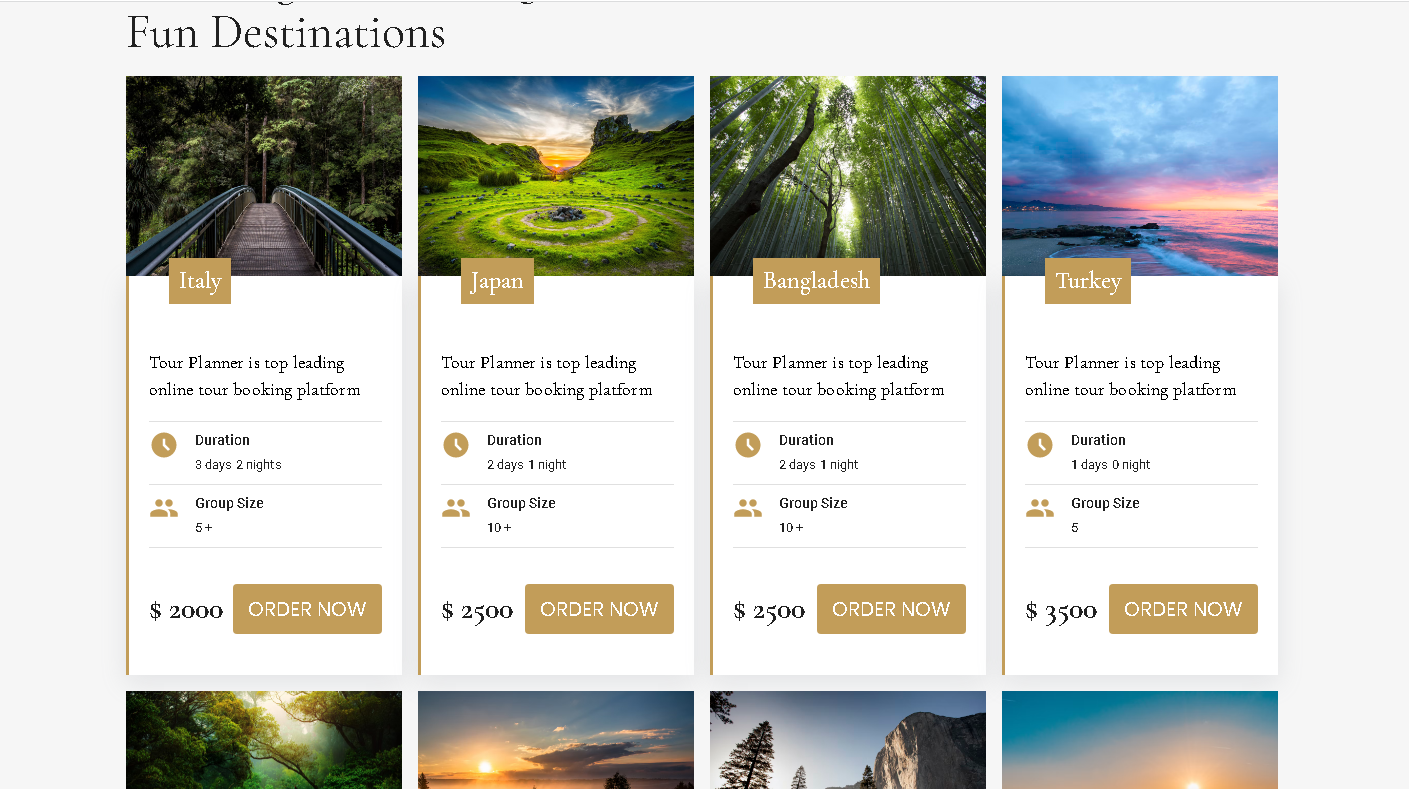 Fun Destinations
Italy
Tour Planner is top leading
online tour booking platform
Duration
3 days 2 nights
Group Size
5+
$ 2000
ORDER NOW
Japan
Tour Planner is top leading
online tour booking platform
Duration
2 days 1 night
Group Size
10+
$ 2500
ORDER NOW
Bangladesh
Tour Planner is top leading
online tour booking platform
Duration
2 days 1 night
Group Size
10+
$ 2500
ORDER NOW
Turkey
Tour Planner is top leading
online tour booking platform
Duration
1 days 0 night
Group Size
5
$ 3500
ORDER NOW